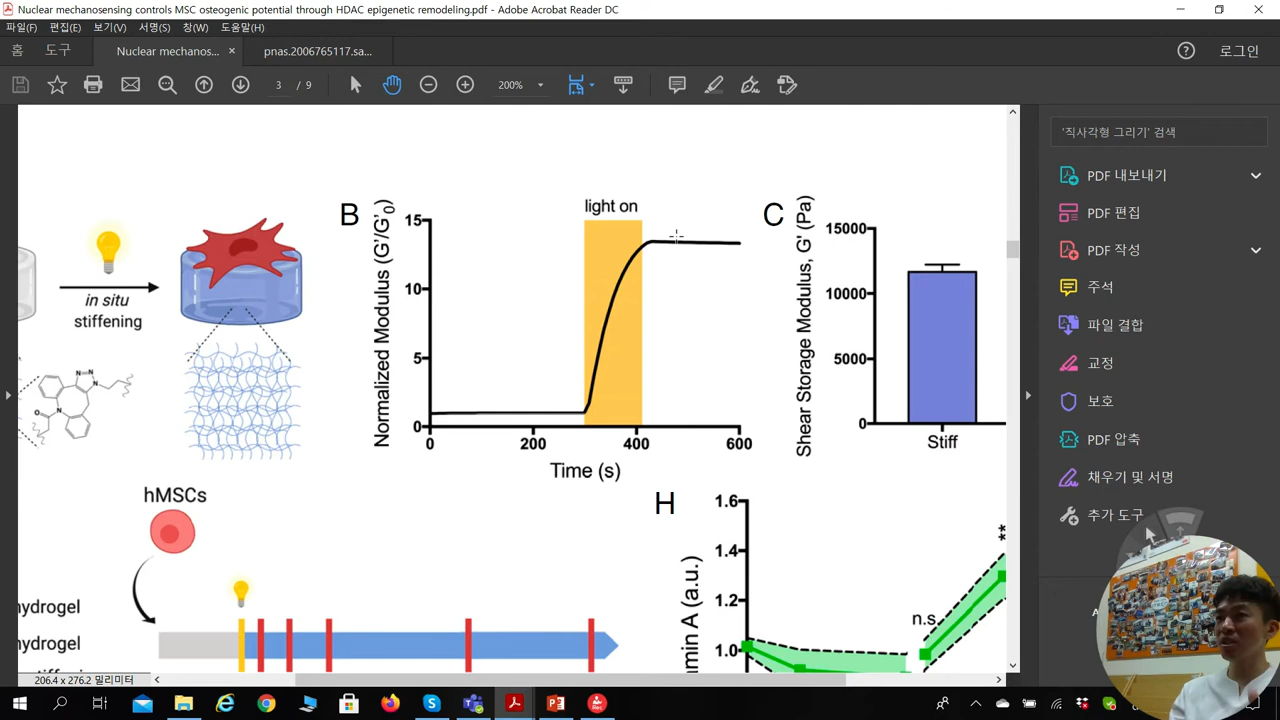 Nuclear mechanosensing controls MSC osteogenic potential through HDAC epigenetic remodeling.pdf - Adobe Acrobat Reader DC
파일(F) 편집(E) 보기(V) 서명(S) 창(W) 도움말(H)
홈 도구 Nuclear mechanos... × pnas.2006765117.sa... 로그인
3 / 9 200%
'직사각형 그리기' 검색
PDF 내보내기
PDF 편집
PDF 작성
주석
파일 결합
교정
보호
PDF 압축
채우기 및 서명
추가 도구
in situ
stiffening
N
N
N
N
O
B
light on
Normalized Modulus (G'/G'0)
15
10
5
0
0 200 400 600
Time (s)
C
Shear Storage Modulus, G' (Pa)
15000
10000
5000
0
Stiff
hMSCs
hydrogel
hydrogel
H
amin A (a.u.)
1.6
1.4
1.2
1.0
n.s.
**
206.4 x 276.2 밀리미터